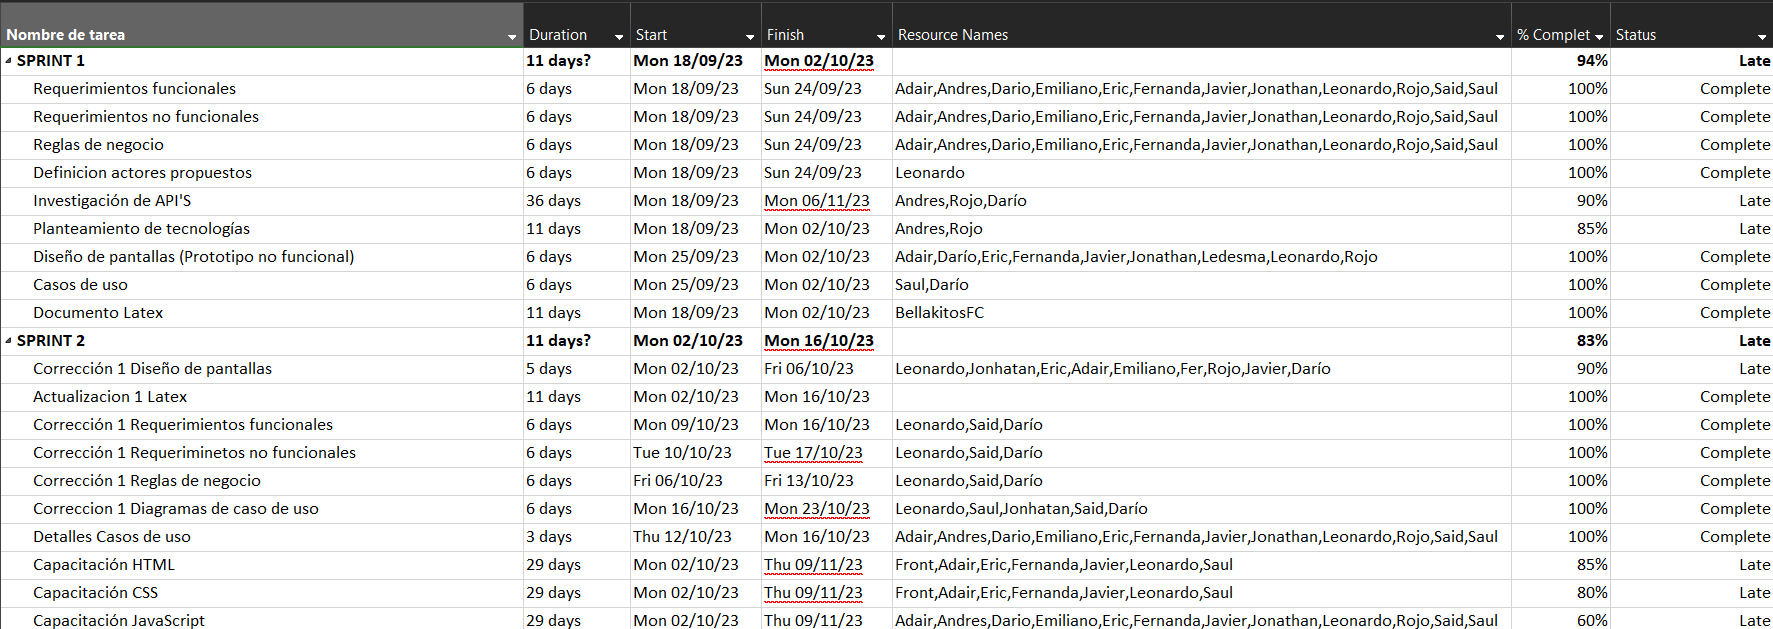 Nombre de tarea Duration Start Finish Resource Names % Complet Status
SPRINT 1 11 days? Mon 18/09/23 Mon 02/10/23 94% Late
Requerimientos funcionales 6 days Mon 18/09/23 Sun 24/09/23 Adair,Andres,Dario,Emiliano,Eric,Fernanda,Javier,Jonathan,Leonardo,Rojo,Said,Saul 100% Complete
Requerimientos no funcionales 6 days Mon 18/09/23 Sun 24/09/23 Adair,Andres,Dario,Emiliano,Eric,Fernanda,Javier,Jonathan,Leonardo,Rojo,Said,Saul 100% Complete
Reglas de negocio 6 days Mon 18/09/23 Sun 24/09/23 Adair,Andres,Dario,Emiliano,Eric,Fernanda,Javier,Jonathan,Leonardo,Rojo,Said,Saul 100% Complete
Definicion actores propuestos 6 days Mon 18/09/23 Sun 24/09/23 Leonardo 100% Complete
Investigación de API'S 36 days Mon 18/09/23 Mon 06/11/23 Andres,Rojo,Darío 90% Late
Planteamiento de tecnologías 11 days Mon 18/09/23 Mon 02/10/23 Andres,Rojo 85% Late
Diseño de pantallas (Prototipo no funcional) 6 days Mon 25/09/23 Mon 02/10/23 Adair,Darío,Eric,Fernanda,Javier,Jonathan,Ledesma,Leonardo,Rojo 100% Complete
Casos de uso 6 days Mon 25/09/23 Mon 02/10/23 Saul,Darío 100% Complete
Documento Latex 11 days Mon 18/09/23 Mon 02/10/23 BellakitosFC 100% Complete
SPRINT 2 11 days? Mon 02/10/23 Mon 16/10/23 83% Late
Corrección 1 Diseño de pantallas 5 days Mon 02/10/23 Fri 06/10/23 Leonardo,Jonhatan,Eric,Adair,Emiliano,Fer,Rojo,Javier,Darío 90% Late
Actualizacion 1 Latex 11 days Mon 02/10/23 Mon 16/10/23 100% Complete
Corrección 1 Requerimientos funcionales 6 days Mon 09/10/23 Mon 16/10/23 Leonardo,Said,Darío 100% Complete
Corrección 1 Requeriminetos no funcionales 6 days Tue 10/10/23 Tue 17/10/23 Leonardo,Said,Darío 100% Complete
Corrección 1 Reglas de negocio 6 days Fri 06/10/23 Fri 13/10/23 Leonardo,Said,Darío 100% Complete
Correccion 1 Diagramas de caso de uso 6 days Mon 16/10/23 Mon 23/10/23 Leonardo,Saul,Jonhatan,Said,Darío 100% Complete
Detalles Casos de uso 3 days Thu 12/10/23 Mon 16/10/23 Adair,Andres,Dario,Emiliano,Eric,Fernanda,Javier,Jonathan,Leonardo,Rojo,Said,Saul 100% Complete
Capacitación HTML 29 days Mon 02/10/23 Thu 09/11/23 Front,Adair,Eric,Fernanda,Javier,Leonardo,Saul 85% Late
Capacitación CSS 29 days Mon 02/10/23 Thu 09/11/23 Front,Adair,Eric,Fernanda,Javier,Leonardo,Saul 80% Late
Capacitación JavaScript 29 days Mon 02/10/23 Thu 09/11/23 Adair,Andres,Dario,Emiliano,Eric,Fernanda,Javier,Jonathan,Leonardo,Rojo,Said,Saul 60% Late